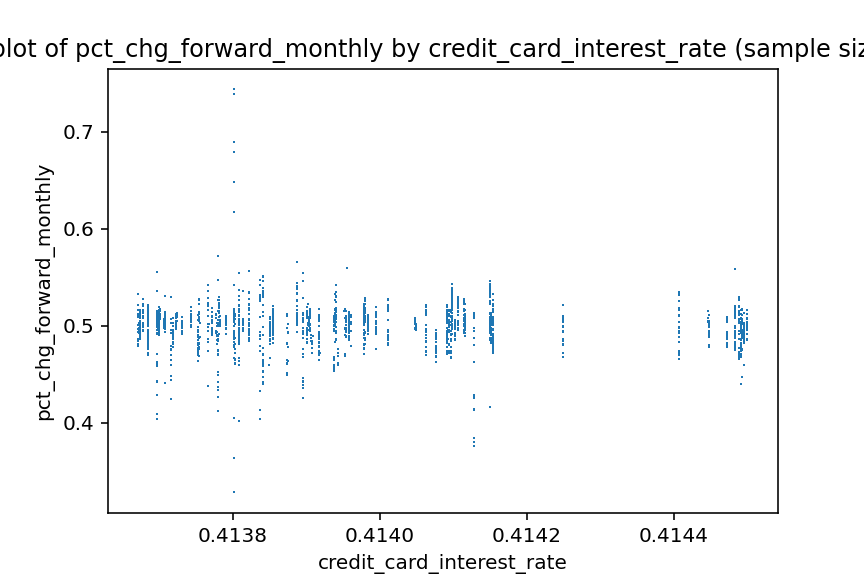 plot of pct_chg_forward_monthly by credit_card_interest_rate (sample
0.7
0.6
0.5
0.4
pct_chg_forward_monthly
0.4138 0.4140 0.4142 0.4144
credit_card_interest_rate